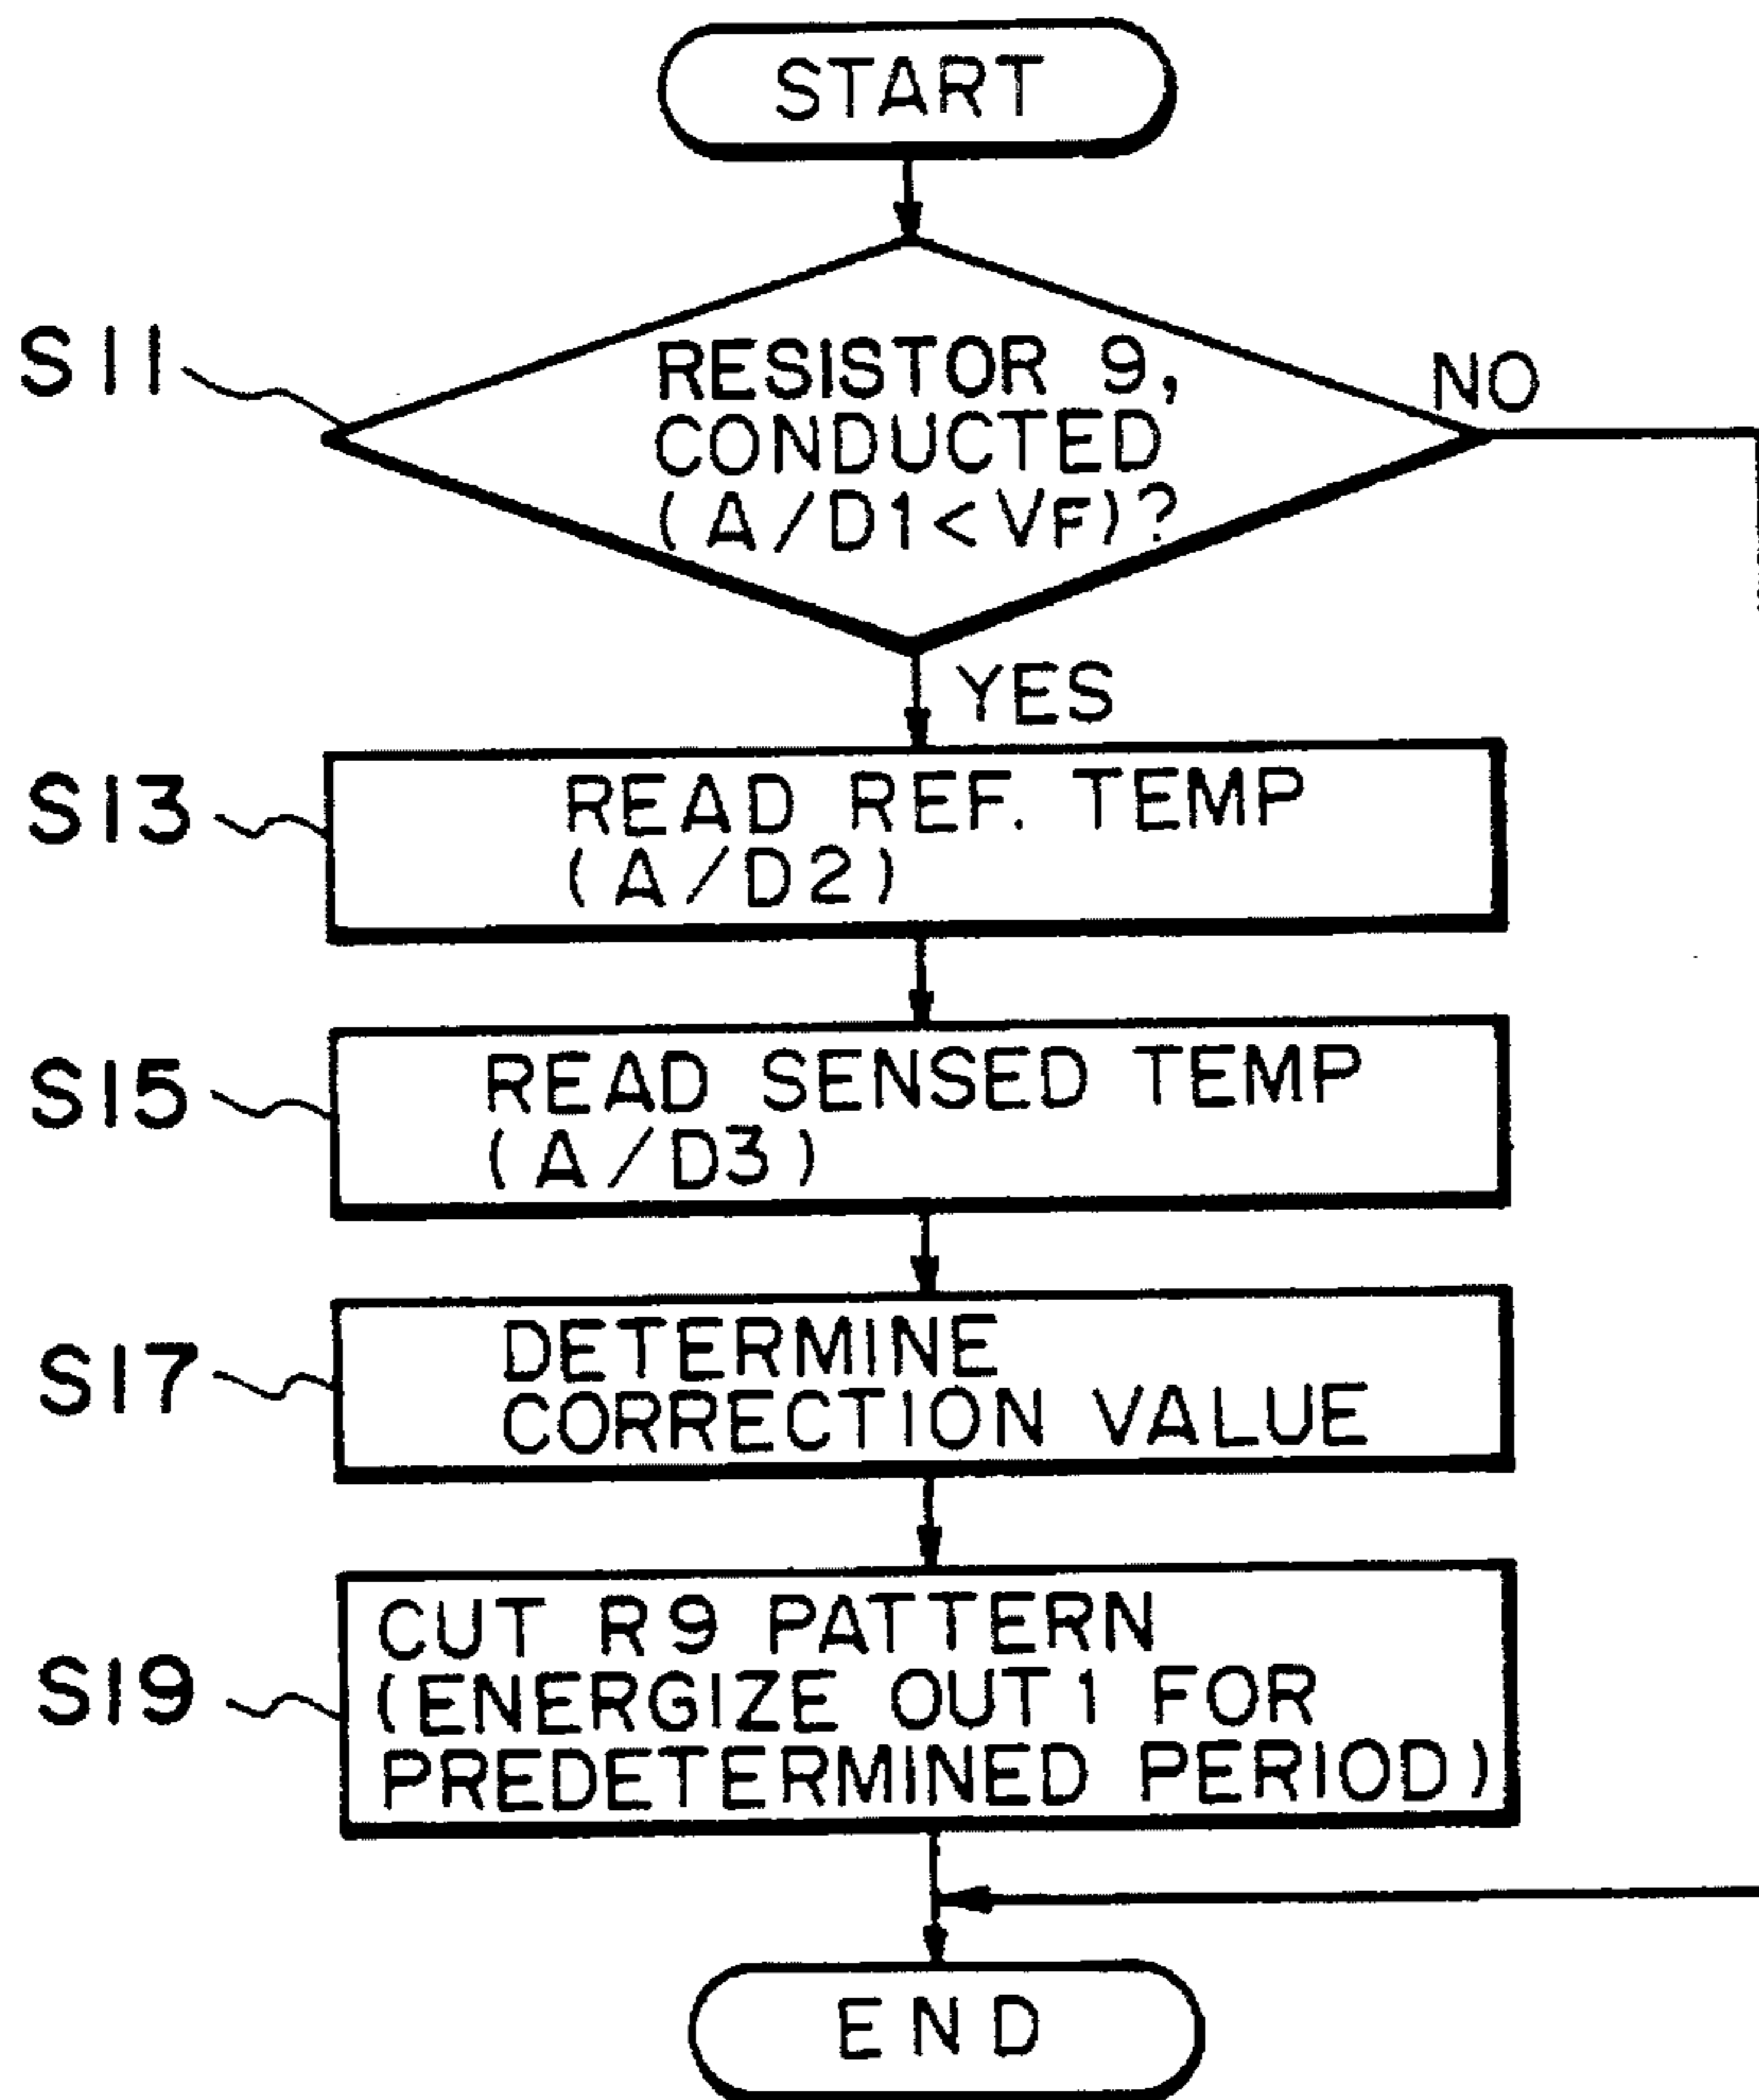 START
S11
RESISTOR 9,
CONDUCTED
(A/D1<VF)?
NO
YES
S13
READ REF. TEMP
(A/D2)
S15
READ SENSED TEMP
(A/D3)
S17
DETERMINE
CORRECTION VALUE
S19
CUT R9 PATTERN
(ENERGIZE OUT1 FOR
PREDETERMINED PERIOD)
END